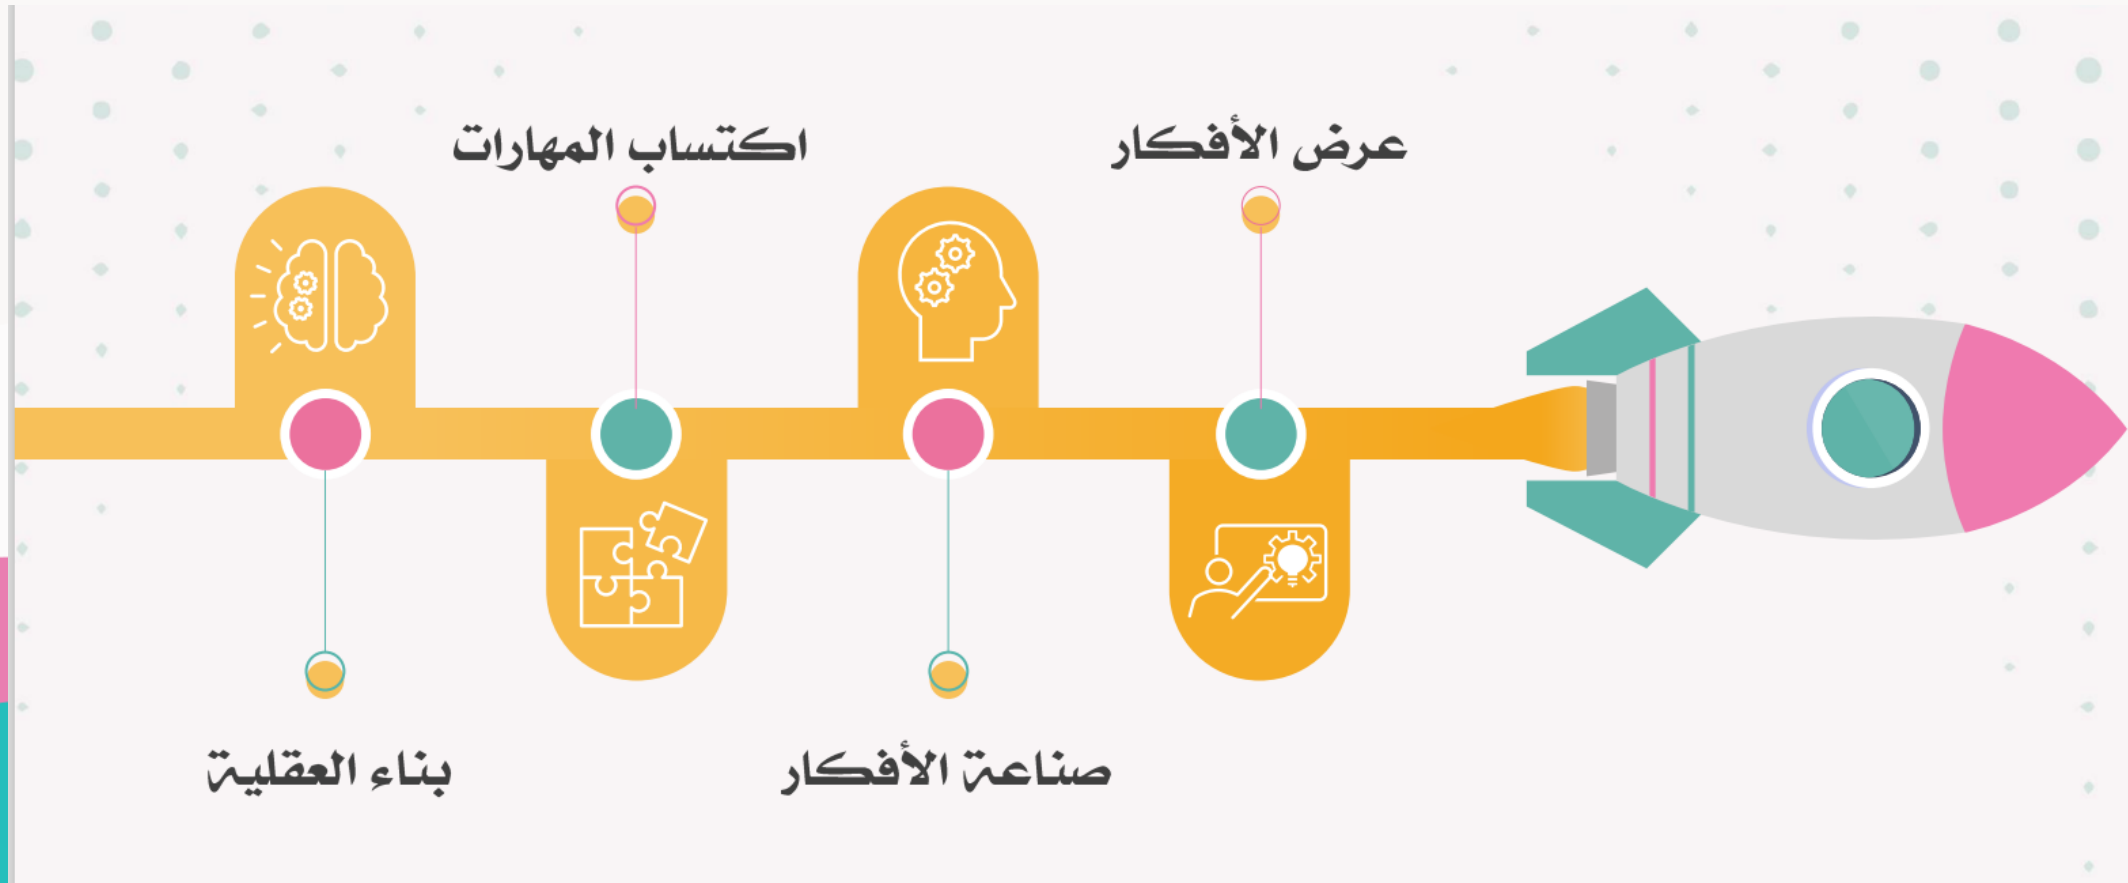 بناء العقلية
اكتساب المهارات
صناعة الأفكار
عرض الأفكار